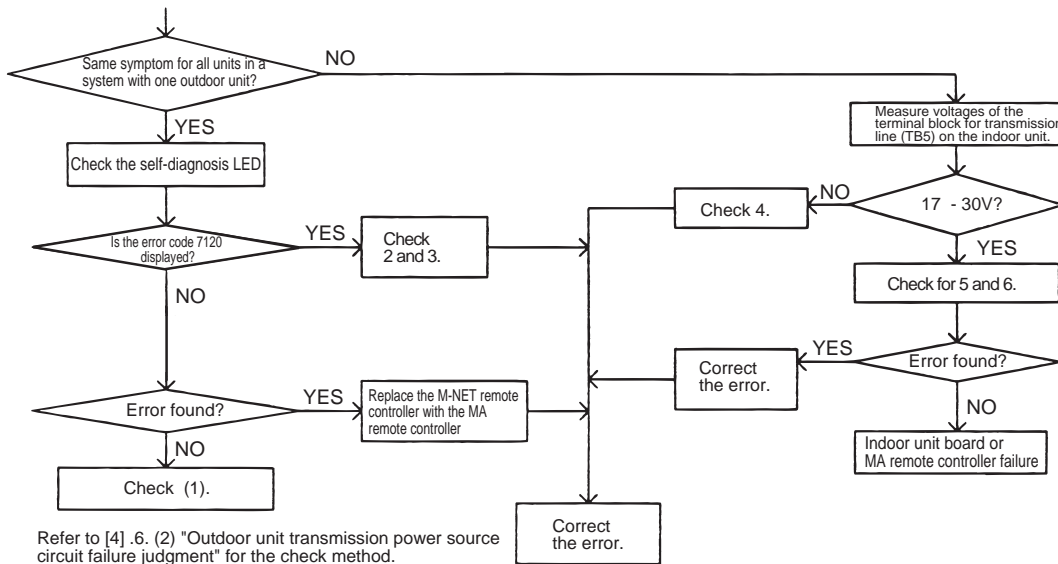 Same symptom for all units in a
system with one outdoor unit?
NO
YES
Check the self-diagnosis LED
Is the error code 7120
displayed?
YES
Check
2 and 3.
NO
Error found?
YES
Replace the M-NET remote
controller with the MA
remote controller
NO
Check (1).
Refer to [4] .6. (2) "Outdoor unit transmission power source
circuit failure judgment" for the check method.
Measure voltages of the
terminal block for transmission
line (TB5) on the indoor unit.
17 - 30V?
NO
Check 4.
YES
Check for 5 and 6.
Error found?
YES
Correct
the error.
NO
Indoor unit board or
MA remote controller failure
Correct
the error.